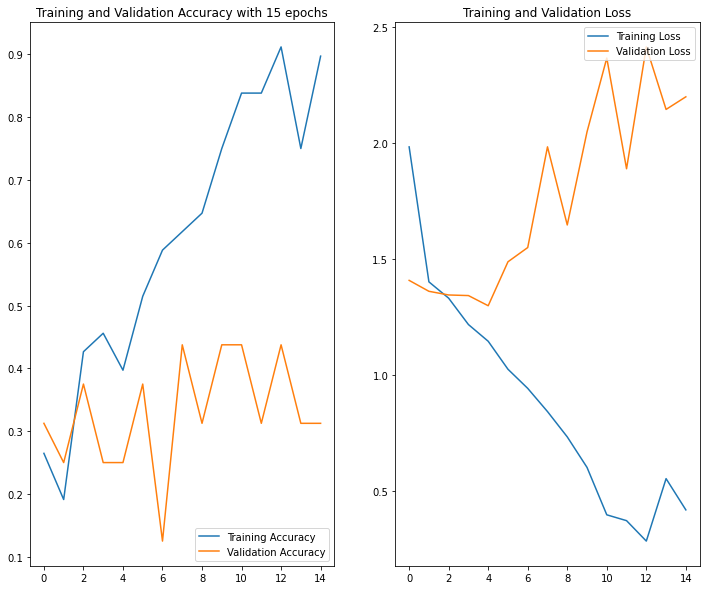 Training and Validation Accuracy with 15 epochs
0.9
0.8
0.7
0.6
0.5
0.4
0.3
0.2
0.1
Training Accuracy
Validation Accuracy
0 2 4 6 8 10 12 14
Training and Validation Loss
2.5
2.0
1.5
1.0
0.5
Training Loss
Validation Loss
0 2 4 6 8 10 12 14